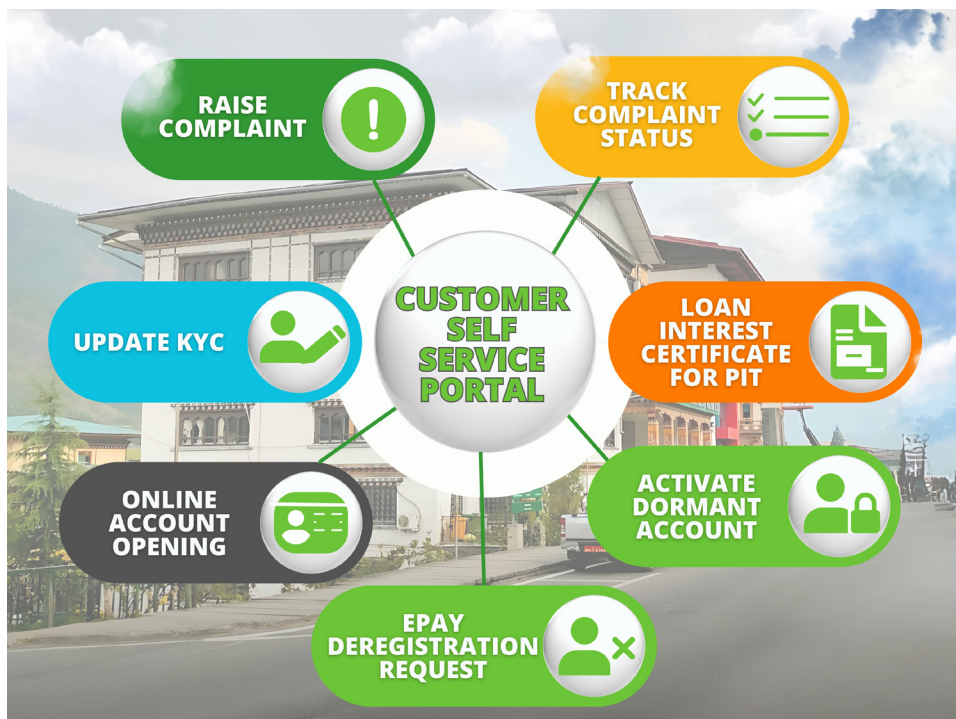 RAISE
COMPLAINT
TRACK
COMPLAINT
STATUS
CUSTOMER
SELF
SERVICE
PORTAL
UPDATE KYC
LOAN
INTEREST
CERTIFICATE
FOR PIT
ONLINE
ACCOUNT
OPENING
ACTIVATE
DORMANT
ACCOUNT
EPAY
DEREGISTRATION
REQUEST